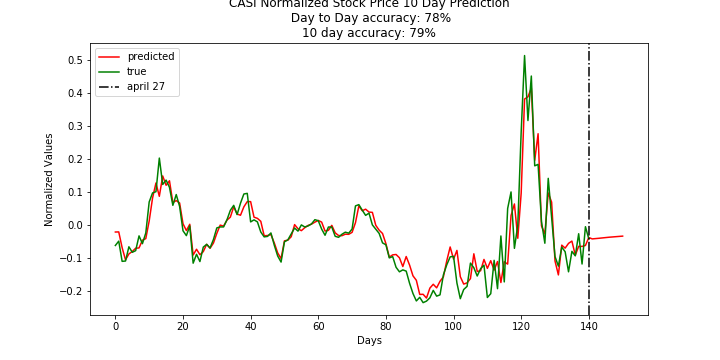 CASI Normalized Stock Price 10 Day Prediction
Day to Day accuracy: 78%
10 day accuracy: 79%
predicted
true
april 27
Normalized Values
0.5
0.4
0.3
0.2
0.1
0.0
−0.1
−0.2
0 20 40 60 80 100 120 140
Days